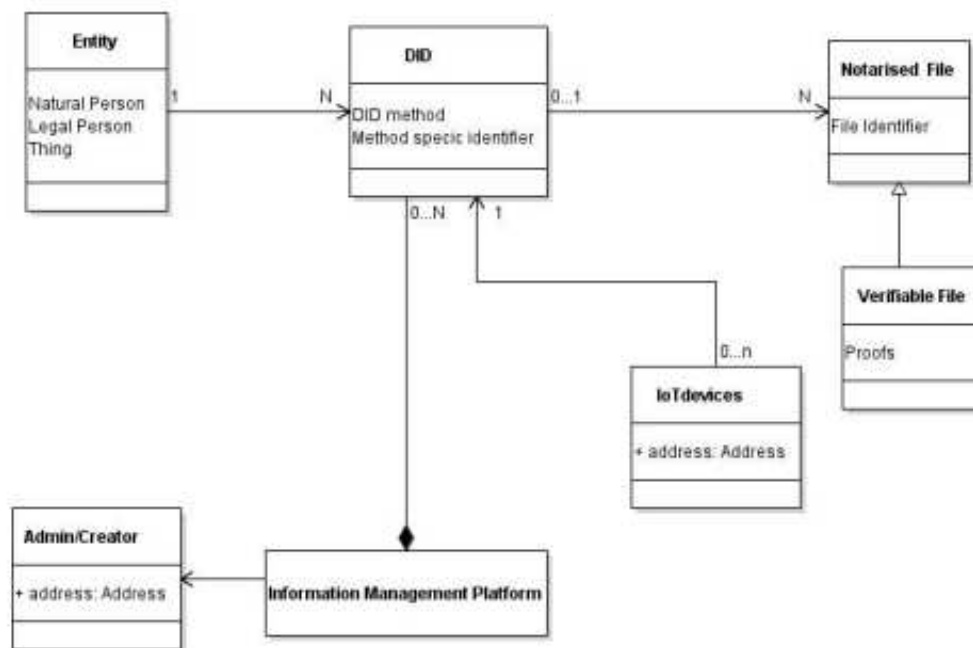 Entity
Natural Person
Legal Person
Thing
1
N
DID
DID method
Method specic identifier
0...1
N
Notarised File
File Identifier
0...N
1
Verifiable File
Proofs
0...n
IoTdevices
+ address: Address
Admin/Creator
+ address: Address
Information Management Platform